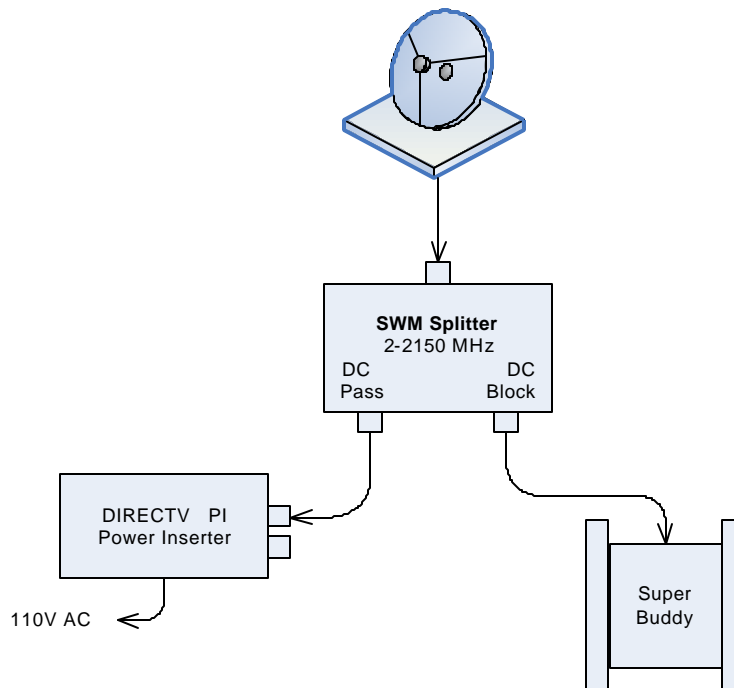 SWM Splitter
2-2150 MHz
DC Pass
DC Block
DIRECTV PI
Power Inserter
110V AC
Super
Buddy